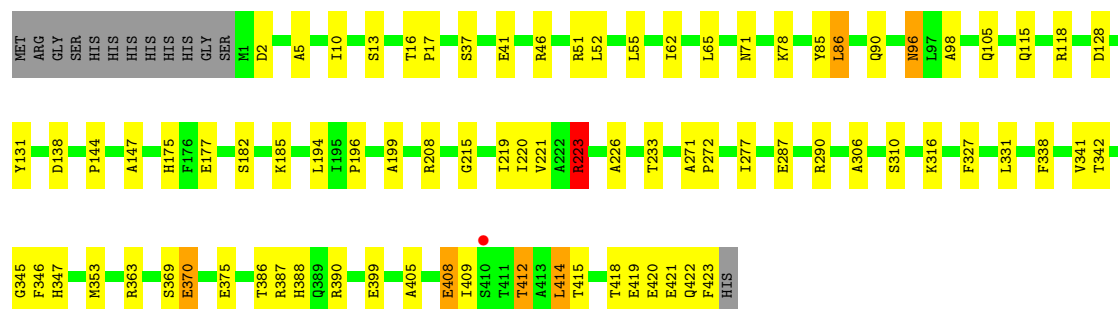 MET ARG GLY SER HIS HIS HIS HIS HIS HIS GLY SER M1 D2 A5 I10 S13 T16 P17 S37 E41 R46 R51 L52 L55 I62 L65 N71 K78 Y85 L86 Q90 N96 L97 A98 Q105 Q115 R118 D128
Y131 D138 P144 A147 H175 F176 E177 S182 K185 L194 I195 P196 A199 R208 G215 I219 I220 V221 A222 R223 A226 T233 A271 P272 I277 E287 R290 A306 S310 K316 F327 L331 F338 V341 T342
G345 F346 H347 M353 R363 S369 E370 E375 T386 R387 H388 Q389 R390 E399 A405 E408 I409 S410 T411 T412 A413 L414 T415 T418 E419 E420 E421 Q422 F423 HIS